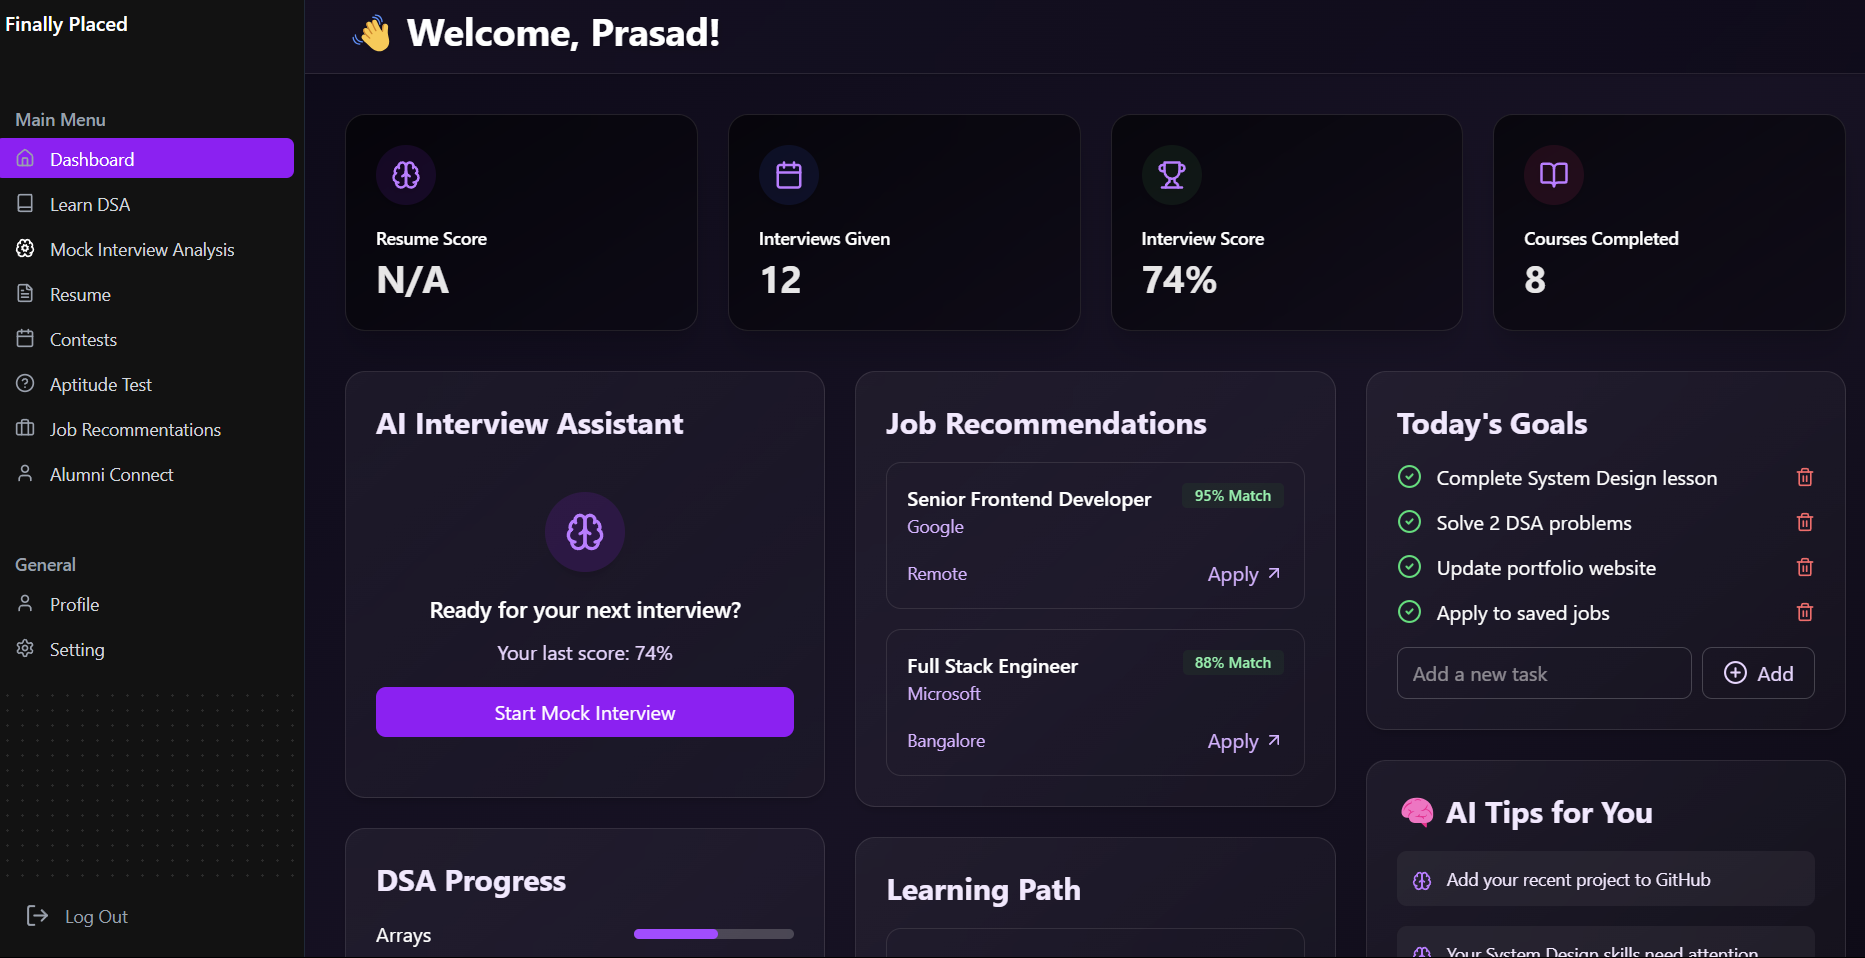 Finally Placed
Main Menu
Dashboard
Learn DSA
Mock Interview Analysis
Resume
Contests
Aptitude Test
Job Recommentations
Alumni Connect
General
Profile
Setting
Log Out
Welcome, Prasad!
Resume Score
N/A
Interviews Given
12
Interview Score
74%
Courses Completed
8
AI Interview Assistant
Ready for your next interview?
Your last score: 74%
Start Mock Interview
DSA Progress
Arrays
Job Recommendations
Senior Frontend Developer
95% Match
Google
Remote
Apply
Full Stack Engineer
88% Match
Microsoft
Bangalore
Apply
Learning Path
Today's Goals
Complete System Design lesson
Solve 2 DSA problems
Update portfolio website
Apply to saved jobs
Add a new task
Add
AI Tips for You
Add your recent project to GitHub
Your System Design skills need attention